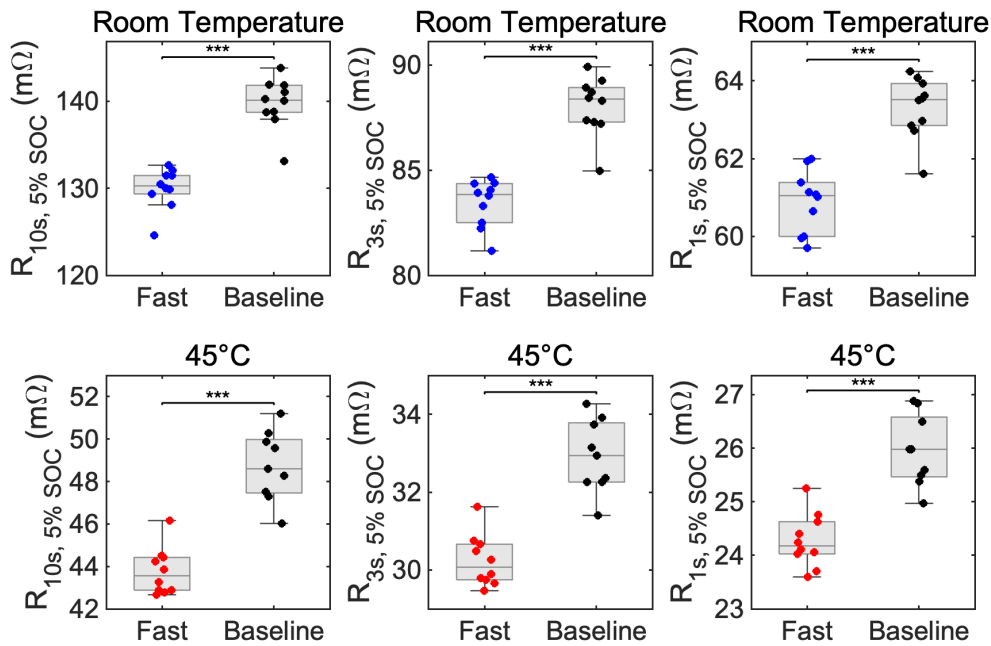 Room Temperature
R10s, 5% SOC (mΩ)
140
130
120
***
Fast
Baseline
Room Temperature
R3s, 5% SOC (mΩ)
90
85
80
***
Fast
Baseline
Room Temperature
R1s, 5% SOC (mΩ)
64
62
60
***
Fast
Baseline
45°C
R10s, 5% SOC (mΩ)
52
50
48
46
44
42
***
Fast
Baseline
45°C
R3s, 5% SOC (mΩ)
34
32
30
***
Fast
Baseline
45°C
R1s, 5% SOC (mΩ)
27
26
25
24
23
***
Fast
Baseline